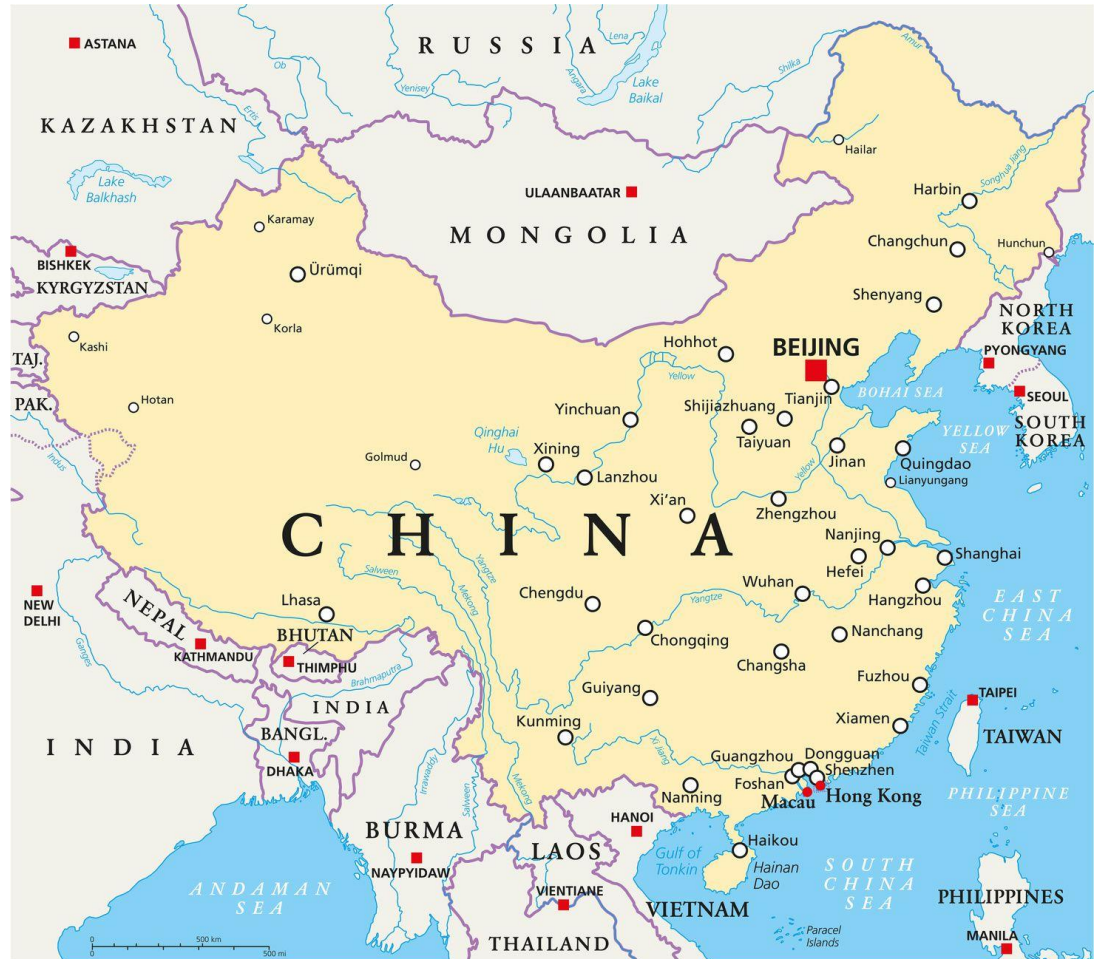 RUSSIA
ASTANA
Ob
Yenisey
Angara
Lena
Lake
Baikal
Shilka
Amur
KAZAKHSTAN
Ertis
Lake
Balkhash
Hailar
Songhua Jiang
ULAANBAATAR
MONGOLIA
Harbin
Karamay
Changchun
Hunchun
BISHKEK
KYRGYZSTAN
Ürümqi
Shenyang
NORTH
KOREA
Korla
Kashi
Hohhot
BEIJING
PYONGYANG
TAJ.
Yellow
Tianjin
BOHAI SEA
SEOUL
PAK.
Hotan
Yinchuan
Shijiazhuang
SOUTH
KOREA
Taiyuan
YELLOW
SEA
Qinghai
Hu
Xining
Golmud
Jinan
Quingdao
Indus
Lanzhou
Yellow
Lianyungang
Xi'an
Zhengzhou
CHINA
Nanjing
Hefei
Shanghai
Salween
Yangtze
Mekong
NEW
DELHI
NEPAL
Lhasa
Chengdu
Wuhan
Yangtze
Hangzhou
EAST
CHINA
SEA
BHUTAN
Chongqing
Nanchang
Ganges
KATHMANDU
THIMPHU
Changsha
Brahmaputra
Guiyang
Fuzhou
TAIPEI
INDIA
Kunming
Xiamen
Taiwan Strait
TAIWAN
INDIA
BANGL.
Xi Jiang
Guangzhou
Dongguan
DHAKA
Irrawaddy
Salween
Mekong
Foshan
Shenzhen
Nanning
Macau
Hong Kong
PHILIPPINE
SEA
HANOI
BURMA
LAOS
Haikou
Gulf of
Tonkin
Hainan
Dao
SOUTH
CHINA
SEA
NAYPYIDAW
ANDAMAN
SEA
VIENTIANE
VIETNAM
PHILIPPINES
Paracel
Islands
MANILA
THAILAND
0
500 km
0
500 mi